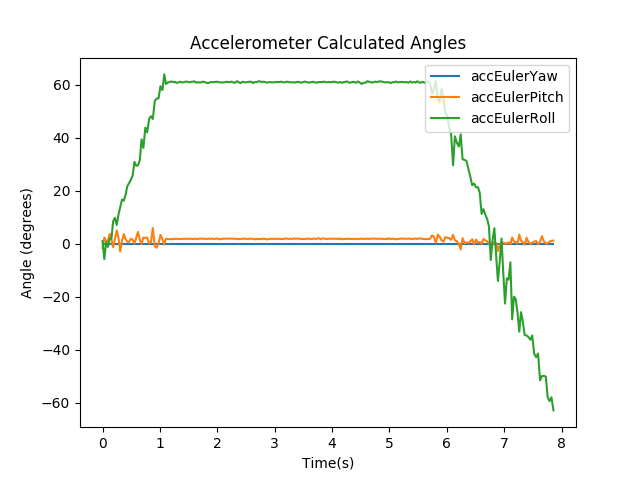 Accelerometer Calculated Angles
accEulerYaw
accEulerPitch
accEulerRoll
Angle (degrees)
60
40
20
0
−20
−40
−60
0 1 2 3 4 5 6 7 8
Time(s)